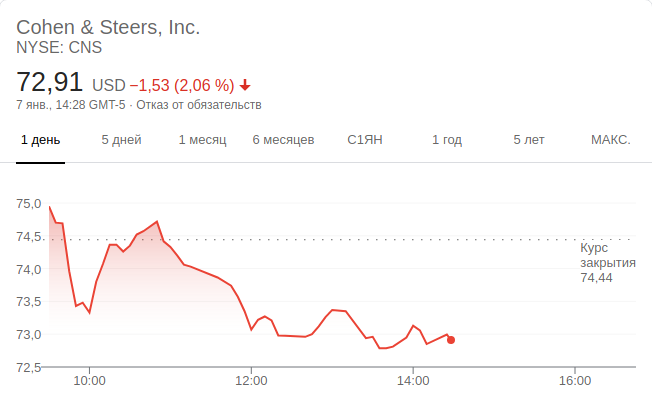 Cohen & Steers, Inc.
NYSE: CNS
72,91 USD −1,53 (2,06 %)
7 янв., 14:28 GMT-5 · Отказ от обязательств
1 день 5 дней 1 месяц 6 месяцев С1ЯН 1 год 5 лет МАКС.
75,0
74,5
Курс
закрытия
74,44
74,0
73,5
73,0
72,5
10:00 12:00 14:00 16:00